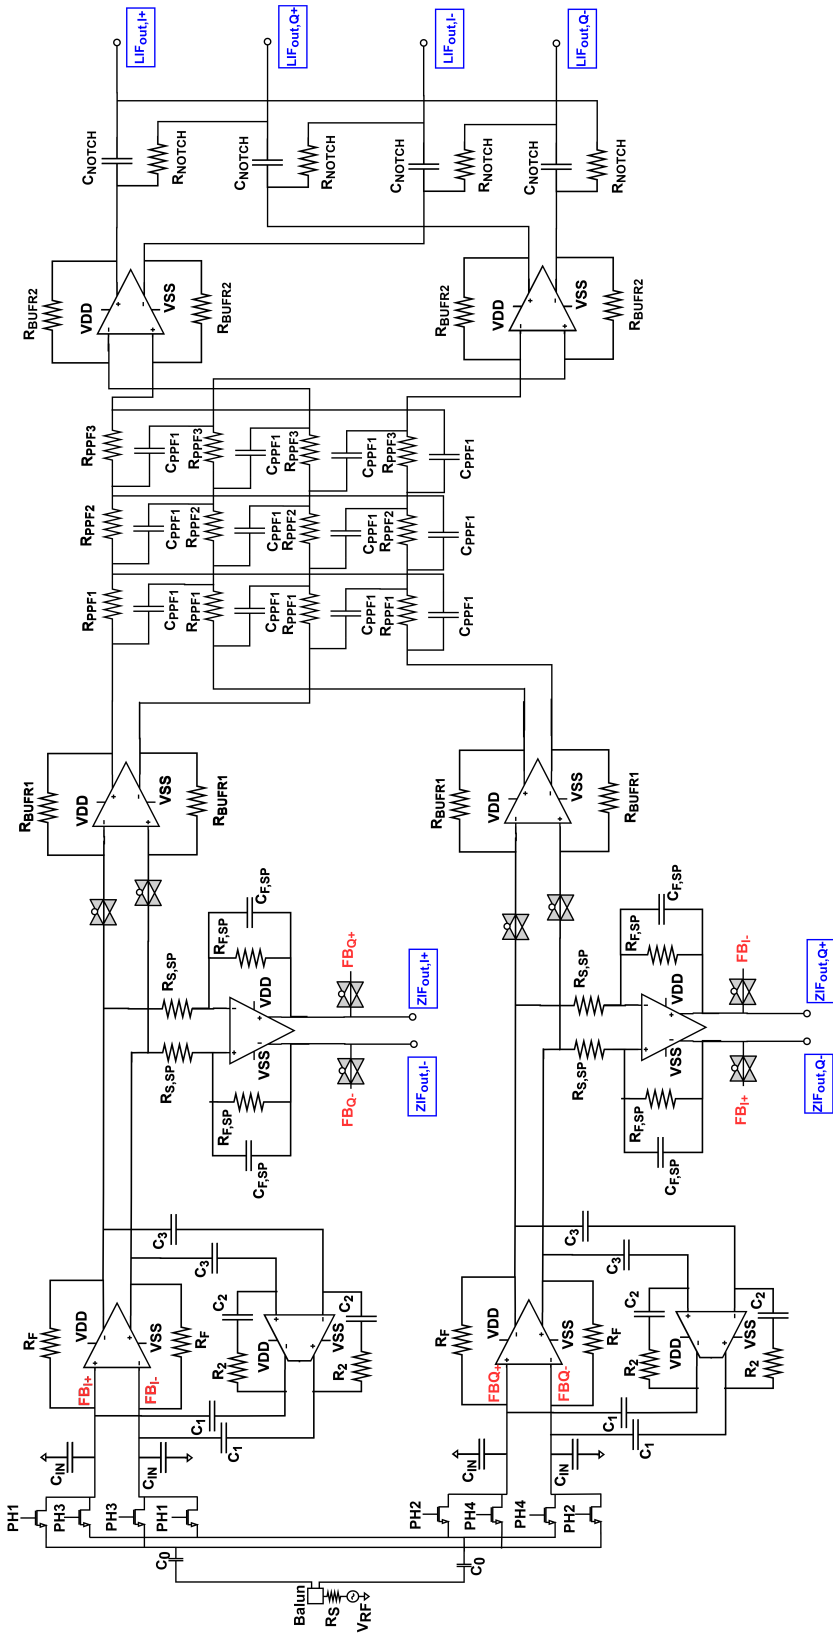 LIFout,I+
LIFout,Q+
LIFout,I-
LIFout,Q-
CNOTCH
RNOTCH
CNOTCH
RNOTCH
CNOTCH
RNOTCH
CNOTCH
RNOTCH
RBUFR2
VDD
VSS
RBUFR2
RBUFR2
VDD
VSS
RBUFR2
RPPF3
CPPF1
RPPF3
CPPF1
RPPF3
CPPF1
RPPF3
CPPF1
RPPF2
CPPF1
RPPF2
CPPF1
RPPF2
CPPF1
RPPF2
CPPF1
RPPF1
CPPF1
RPPF1
CPPF1
RPPF1
CPPF1
RPPF1
CPPF1
RBUFR1
VDD
VSS
RBUFR1
RBUFR1
VDD
VSS
RBUFR1
RS,SP
RF,SP
CF,SP
VDD
FBQ+
ZIFout,I+
RS,SP
VSS
RF,SP
CF,SP
FBQ-
ZIFout,I-
RS,SP
RF,SP
CF,SP
VDD
FBI-
ZIFout,Q+
RS,SP
VSS
RF,SP
CF,SP
FBI+
ZIFout,Q-
C3
C3
RF
VDD
VSS
RF
FBI+
FBI-
C2
C2
R2
R2
VDD
VSS
C1
C1
C3
C3
RF
VDD
VSS
RF
FBQ+
FBQ-
C2
C2
R2
R2
VDD
VSS
C1
C1
CIN
CIN
CIN
CIN
PH1
PH3
PH3
PH1
PH2
PH4
PH4
PH2
C0
C0
Balun
RS
VRF